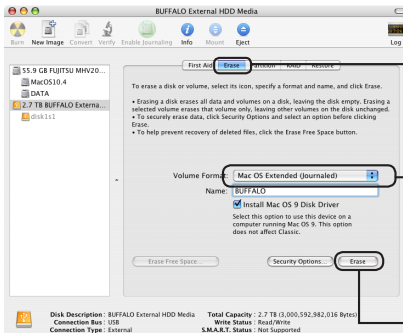 BUFFALO External HDD Media
Burn New Image Convert Verify Enable Journaling Info Mount Eject Log
55.9 GB FUJITSU MHV20...
MacOS10.4
DATA
2.7 TB BUFFALO Externa...
disk1s1
First Aid Erase Partition RAID Restore
To erase a disk or volume, select its icon, specify a format and name, and click Erase.
• Erasing a disk erases all data and volumes on a disk, leaving the disk empty. Erasing a
selected volume erases that volume only, leaving other volumes on the disk unchanged.
• To securely erase data, click Security Options and select an option before clicking
Erase.
• To help prevent recovery of deleted files, click the Erase Free Space button.
Volume Format: Mac OS Extended (Journaled)
Name: BUFFALO
Install Mac OS 9 Disk Driver
Select this option to use this device on a
computer running Mac OS 9. This option
does not affect Classic.
Erase Free Space... Security Options... Erase
Disk Description : BUFFALO External HDD Media Total Capacity : 2.7 TB (3,000,592,982,016 Bytes)
Connection Bus : USB Write Status : Read/Write
Connection Type : External S.M.A.R.T. Status : Not Supported